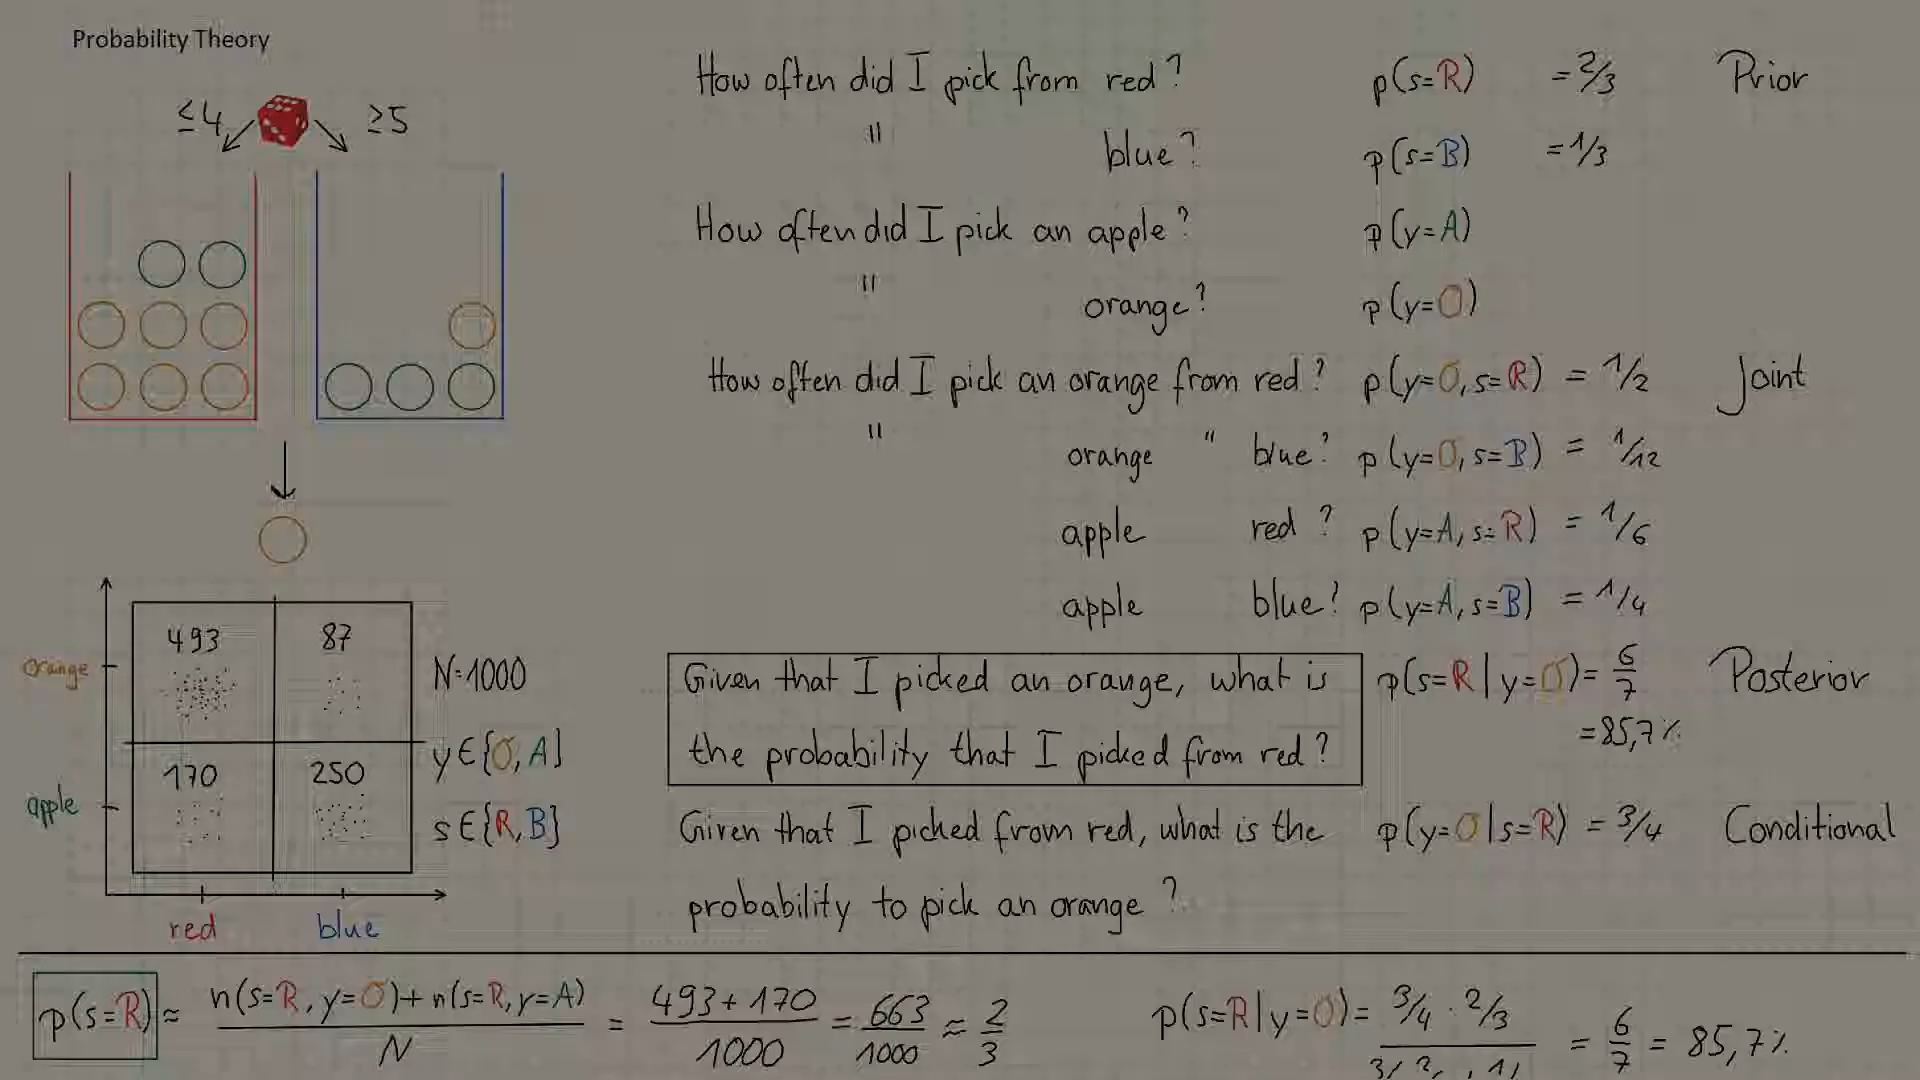 Probability Theory
≤4 ≥5
How often did I pick from red? p(s=R) =2/3 Prior
" blue? p(s=B) =1/3
How often did I pick an apple? p(y=A)
" orange? p(y=O)
How often did I pick an orange from red? p(y=O,s=R) = 1/2 Joint
" orange " blue? p(y=O,s=B) = 1/12
apple red? p(y=A,s=R) = 1/6
apple blue? p(y=A,s=B) = 1/4
Given that I picked an orange, what is p(s=R|y=O)=6/7 Posterior
the probability that I picked from red? =85,7%
Given that I picked from red, what is the p(y=O|s=R) = 3/4 Conditional
probability to pick an orange?
493 87
orange
N=1000
y∈{O,A}
170 250
apple
s∈{R,B}
red blue
p(s=R) ≈ n(s=R,y=O)+n(s=R,y=A)/N = 493+170/1000 = 663/1000 ≈ 2/3
p(s=R|y=O)= 3/4 · 2/3 = 6/7 = 85,7%